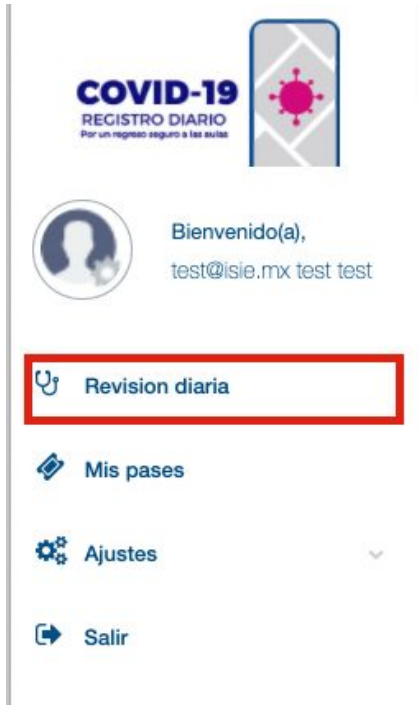 COVID-19
REGISTRO DIARIO
Por un regreso seguro a las aulas
Bienvenido(a),
test@isie.mx test test
Revision diaria
Mis pases
Ajustes
Salir